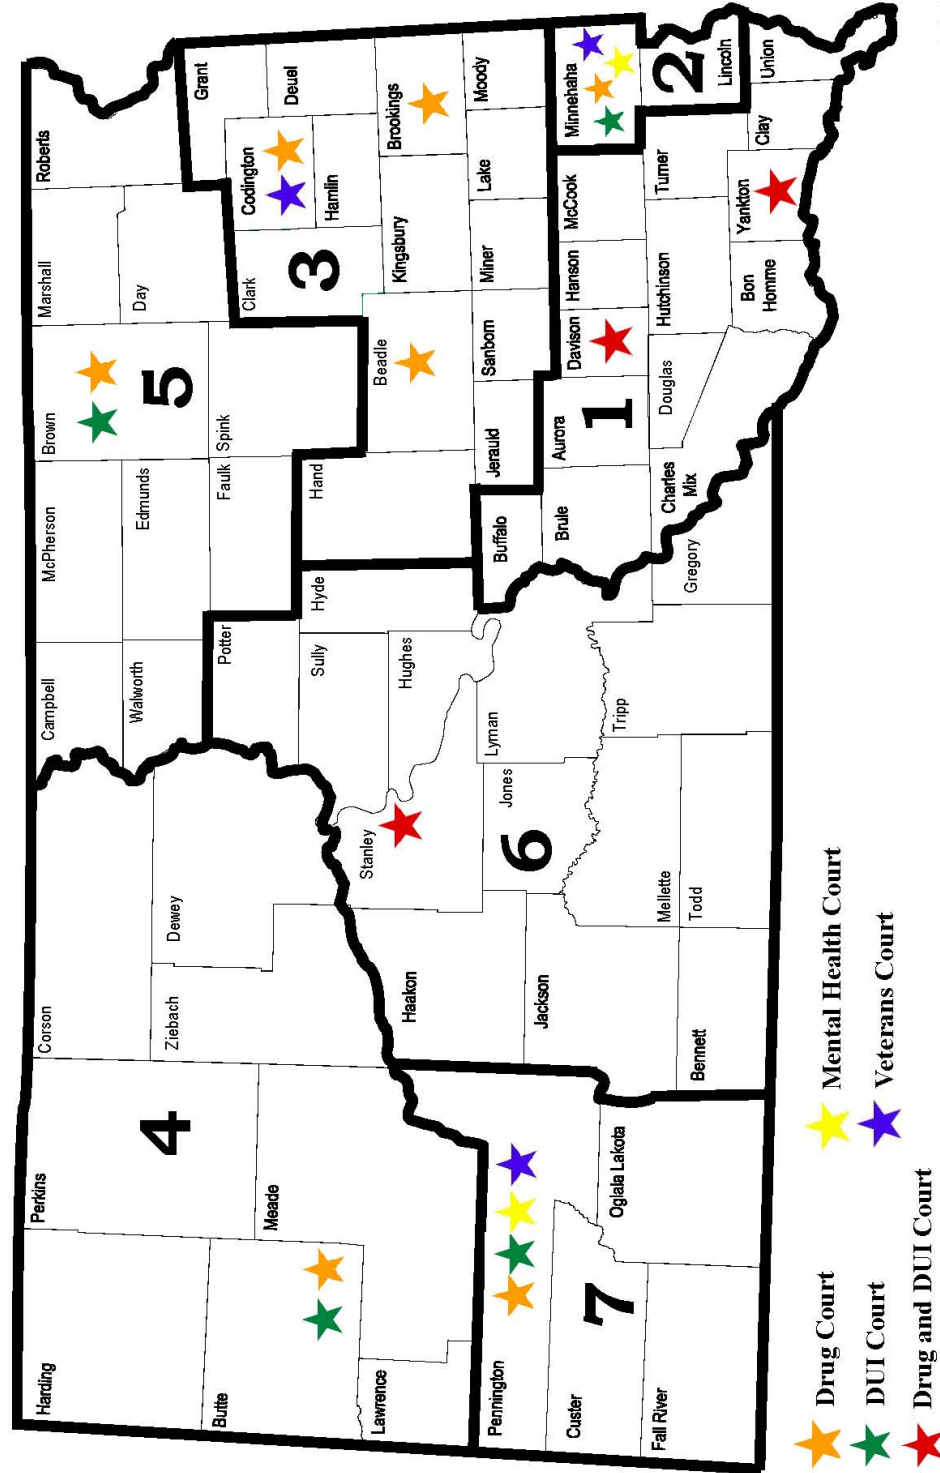 Harding
Perkins
Corson
Campbell
McPherson
Brown
Marshall
Roberts
Butte
4
Ziebach
Dewey
Walworth
Edmunds
5
Day
Grant
Meade
Potter
Faulk
Spink
Clark
Codington
Deuel
Lawrence
Stanley
Sully
Hyde
Hand
Beadle
3
Hamlin
Haakon
Hughes
Kingsbury
Brookings
Pennington
Jackson
6
Jones
Lyman
Buffalo
Jerauld
Sanborn
Miner
Lake
Moody
Custer
7
Oglala Lakota
Brule
Aurora
Davison
Hanson
McCook
Minnehaha
Fall River
Bennett
Mellette
Todd
Tripp
Gregory
Charles
Mix
1
Douglas
Hutchinson
Turner
2
Lincoln
Bon
Homme
Yankton
Clay
Union
Drug Court
DUI Court
Drug and DUI Court
Mental Health Court
Veterans Court